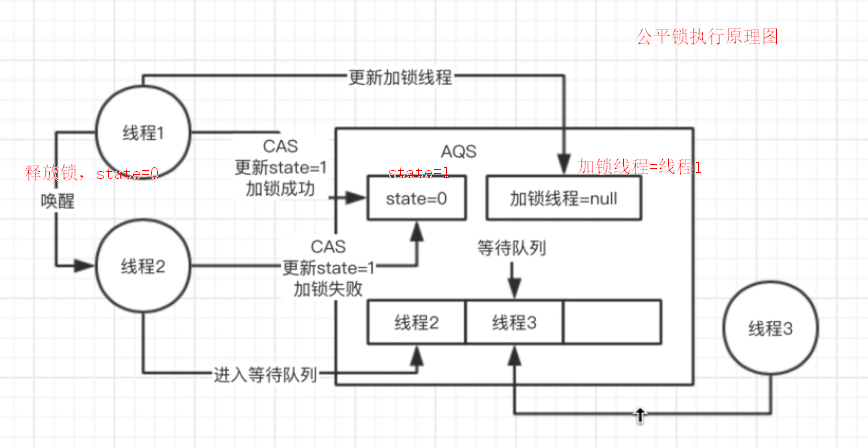 公平锁执行原理图
更新加锁线程
线程1
CAS
更新state=1
加锁成功
AQS
释放锁，state=0
唤醒
state=1
加锁线程=线程1
state=0
加锁线程=null
线程2
CAS
更新state=1
加锁失败
等待队列
线程2
线程3
线程3
进入等待队列